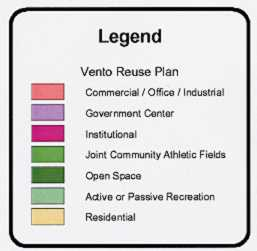 Legend
Vento Reuse Plan
Commercial / Office / Industrial
Government Center
Institutional
Joint Community Athletic Fields
Open Space
Active or Passive Recreation
Residential